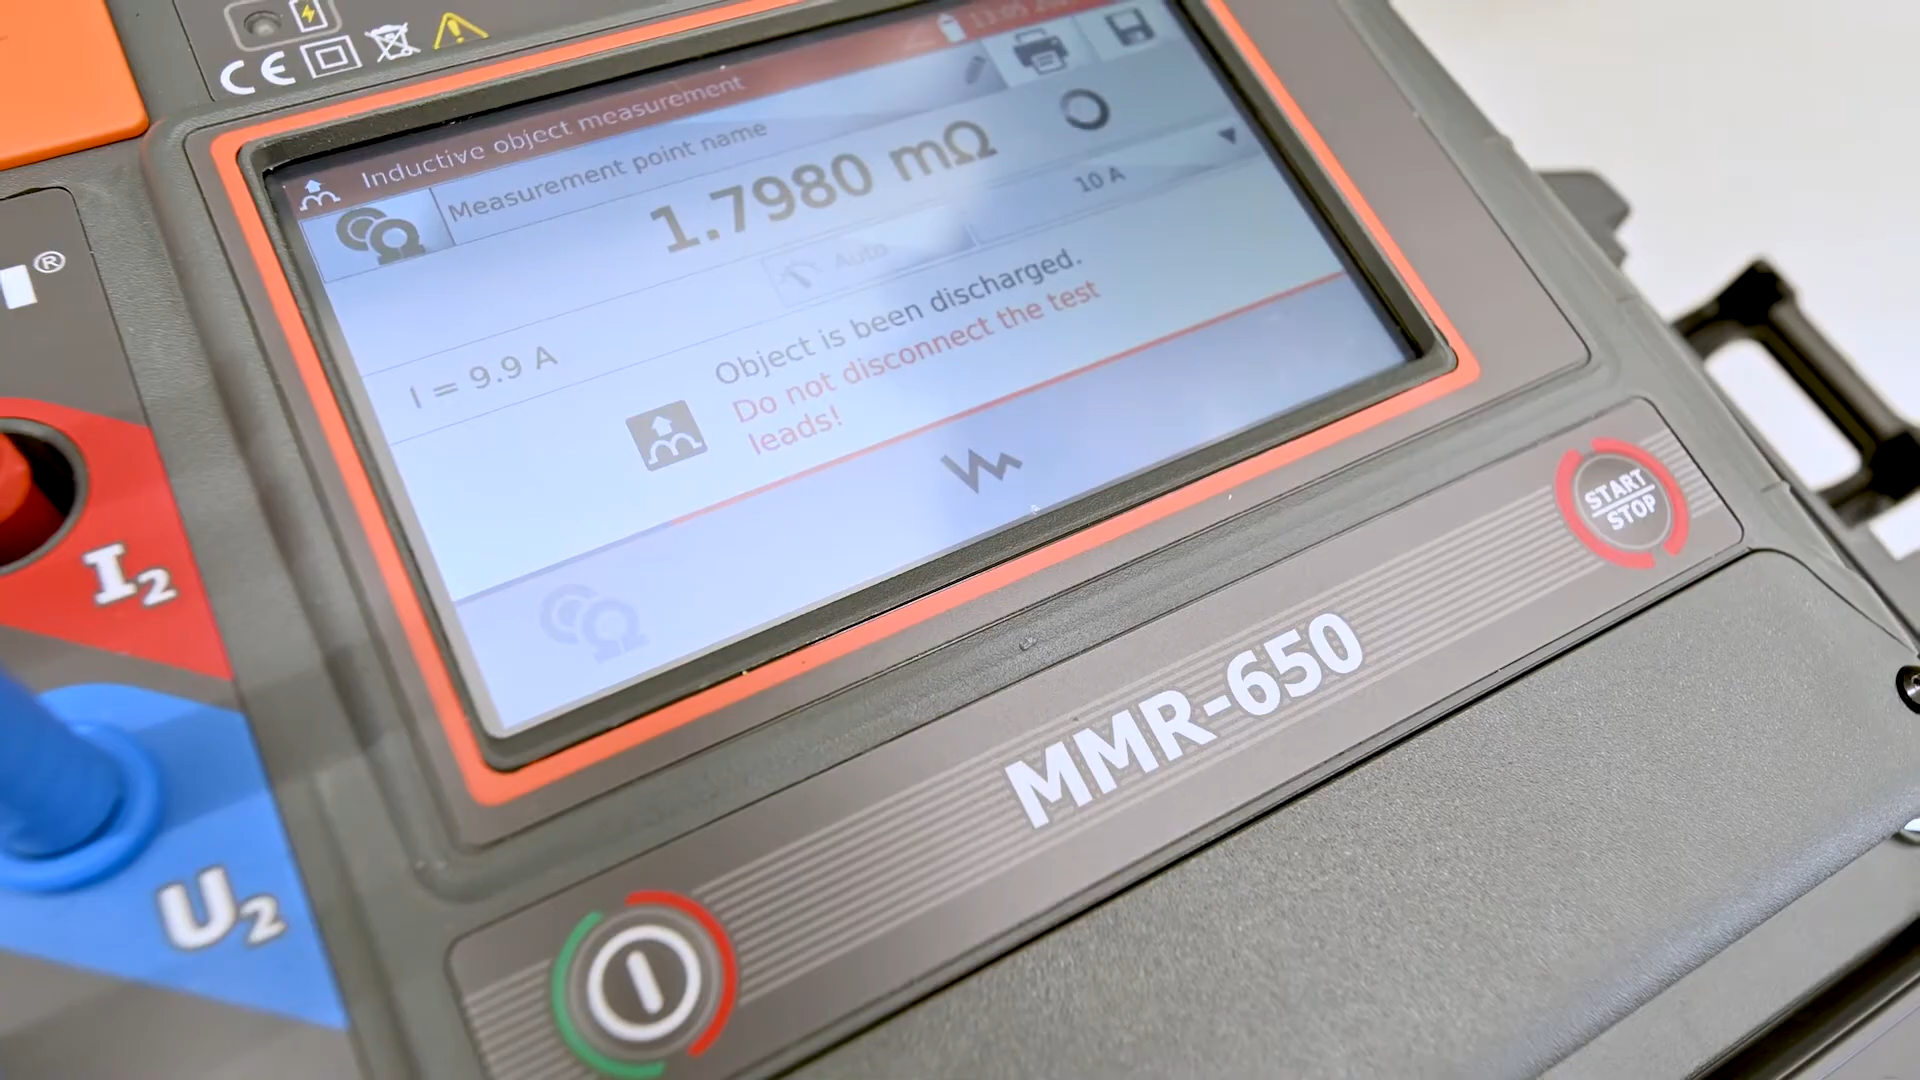 CE
Inductive object measurement
Measurement point name
1.7980 mΩ
Auto
10 A
I = 9.9 A
Object is been discharged.
Do not disconnect the test
leads!
®
I2
U2
START
STOP
MMR-650